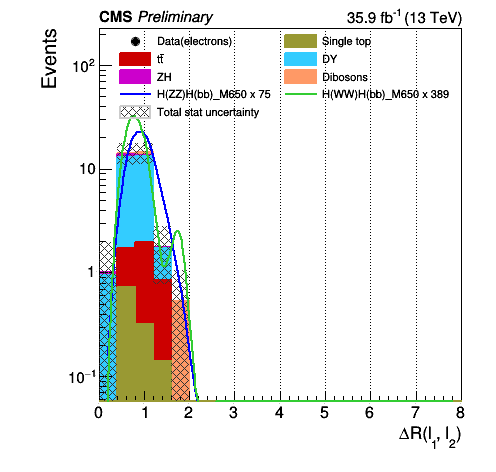 CMS Preliminary 35.9 fb⁻¹ (13 TeV)
Events
Data(electrons) Single top
tt̄ DY
ZH Dibosons
H(ZZ)H(bb)_M650 x 75 H(WW)H(bb)_M650 x 389
Total stat uncertainty
10²
10
1
10⁻¹
0 1 2 3 4 5 6 7 8
ΔR(l₁, l₂)